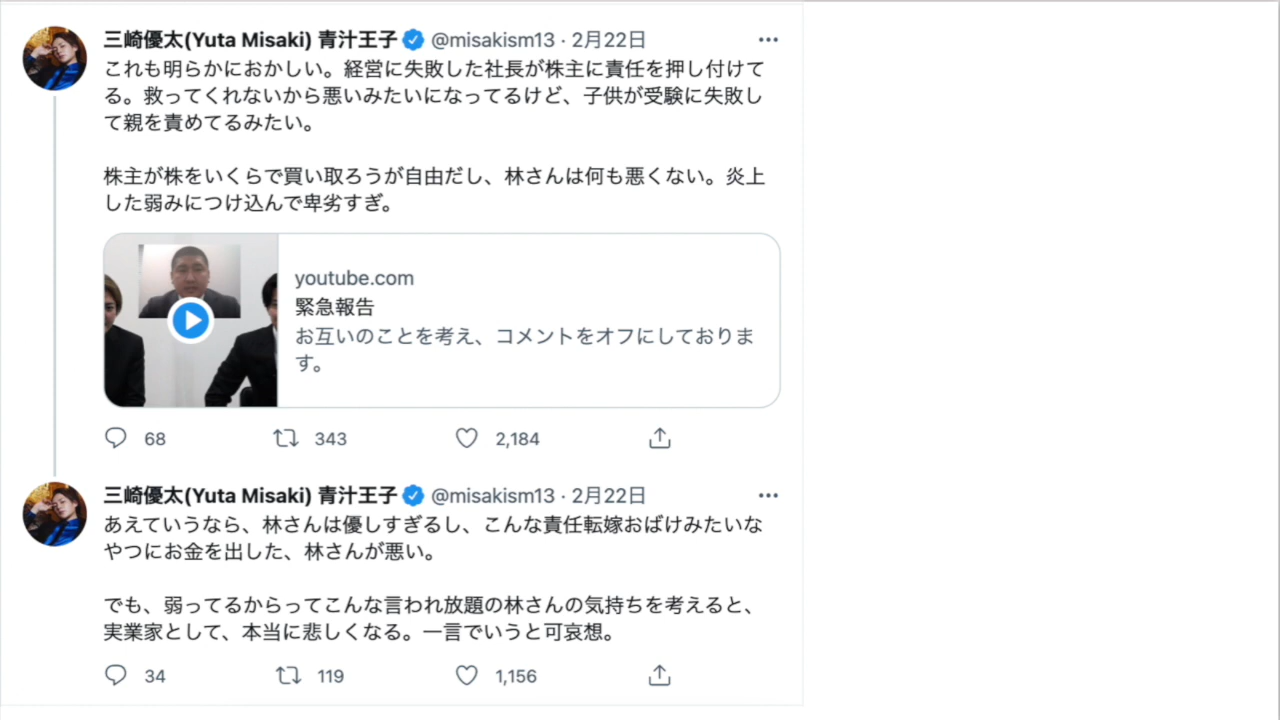 三崎優太(Yuta Misaki) 青汁王子 @misakism13 · 2月22日
これも明らかにおかしい。経営に失敗した社長が株主に責任を押し付けて
る。救ってくれないから悪いみたいになってるけど、子供が受験に失敗し
て親を責めてるみたい。
株主が株をいくらで買い取ろうが自由だし、林さんは何も悪くない。炎上
した弱みにつけ込んで卑劣すぎ。
youtube.com
緊急報告
お互いのことを考え、コメントをオフにしておりま
す。
68 343 2,184
三崎優太(Yuta Misaki) 青汁王子 @misakism13 · 2月22日
あえていうなら、林さんは優しすぎるし、こんな責任転嫁おばけみたいな
やつにお金を出した、林さんが悪い。
でも、弱ってるからってこんな言われ放題の林さんの気持ちを考えると、
実業家として、本当に悲しくなる。一言でいうと可哀想。
34 119 1,156